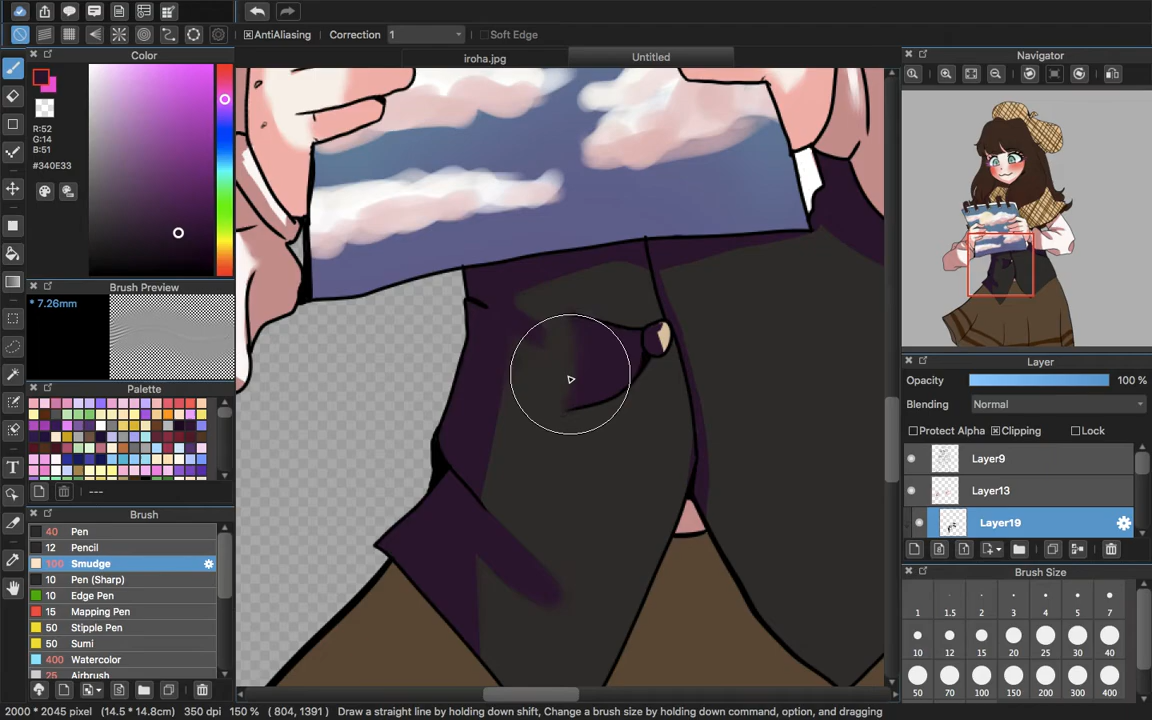 AntiAliasing Correction 1 Soft Edge
iroha.jpg Untitled
Color
R:52
G:14
B:51
#340E33
Brush Preview
* 7.26mm
Palette
---
Brush
40 Pen
12 Pencil
100 Smudge
10 Pen (Sharp)
10 Edge Pen
15 Mapping Pen
50 Stipple Pen
50 Sumi
400 Watercolor
25 Airbrush
Navigator
Layer
Opacity 100 %
Blending Normal
Protect Alpha Clipping Lock
Layer9
Layer13
Layer19
Brush Size
1 1.5 2 3 4 5 7
10 12 15 20 25 30 40
50 70 100 150 200 300 400
2000 * 2045 pixel (14.5 * 14.8cm) 350 dpi 150 % ( 804, 1391 ) Draw a straight line by holding down shift, Change a brush size by holding down command, option, and dragging